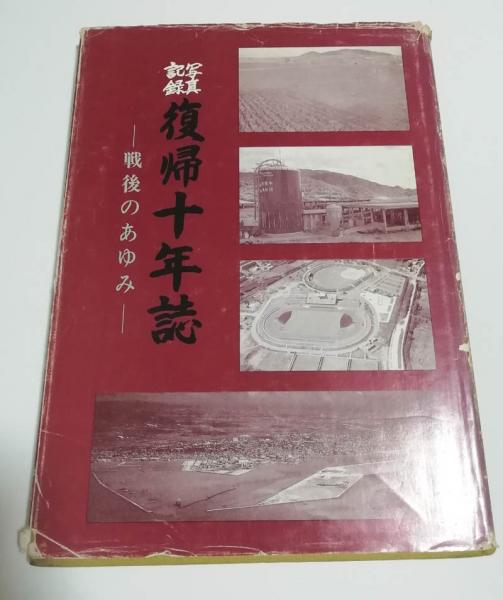 写真
記録
復帰十年誌
―戦後のあゆみ―